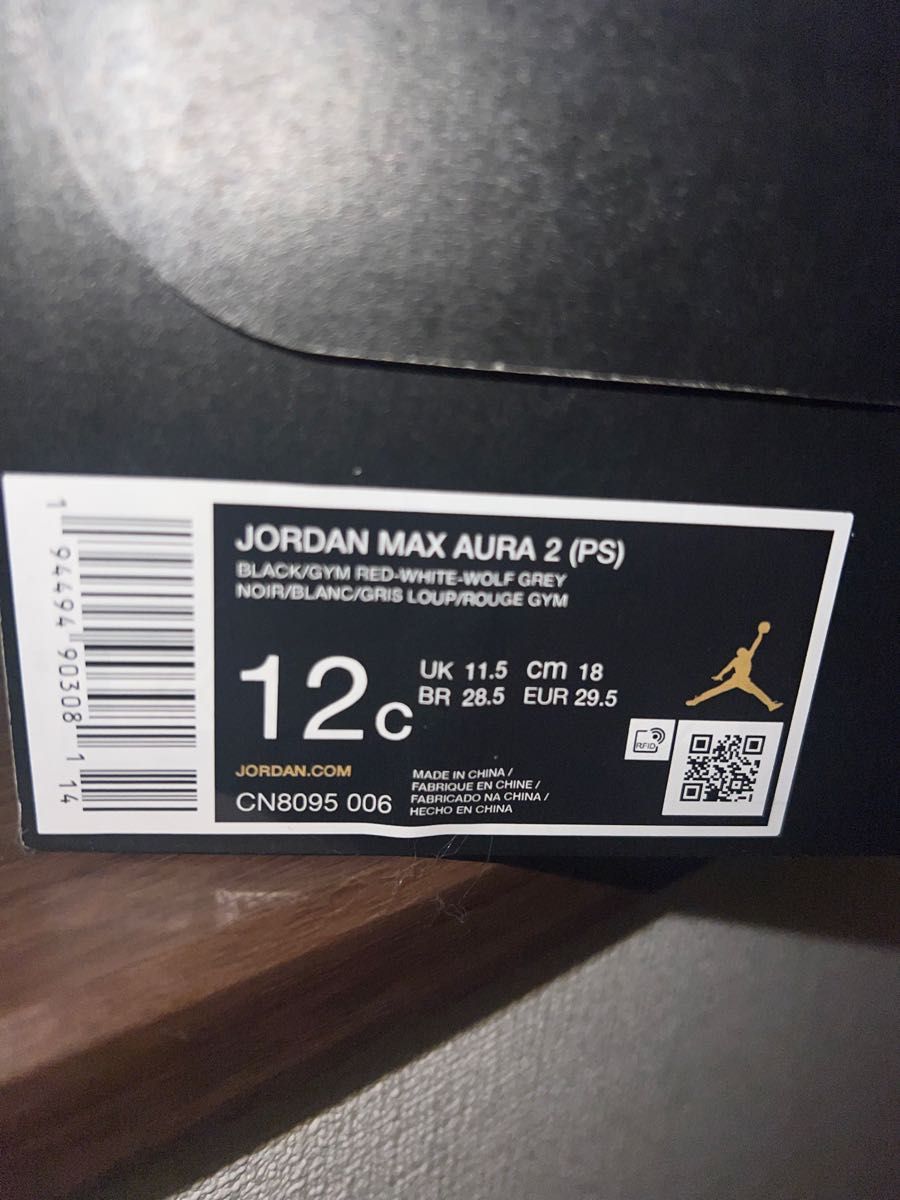 JORDAN MAX AURA 2 (PS)
BLACK/GYM RED-WHITE-WOLF GREY
NOIR/BLANC/GRIS LOUP/ROUGE GYM
12c
UK 11.5 cm 18
BR 28.5 EUR 29.5
RFID
JORDAN.COM
CN8095 006
MADE IN CHINA /
FABRIQUE EN CHINE /
FABRICADO NA CHINA /
HECHO EN CHINA
1 94494 90308 1 14